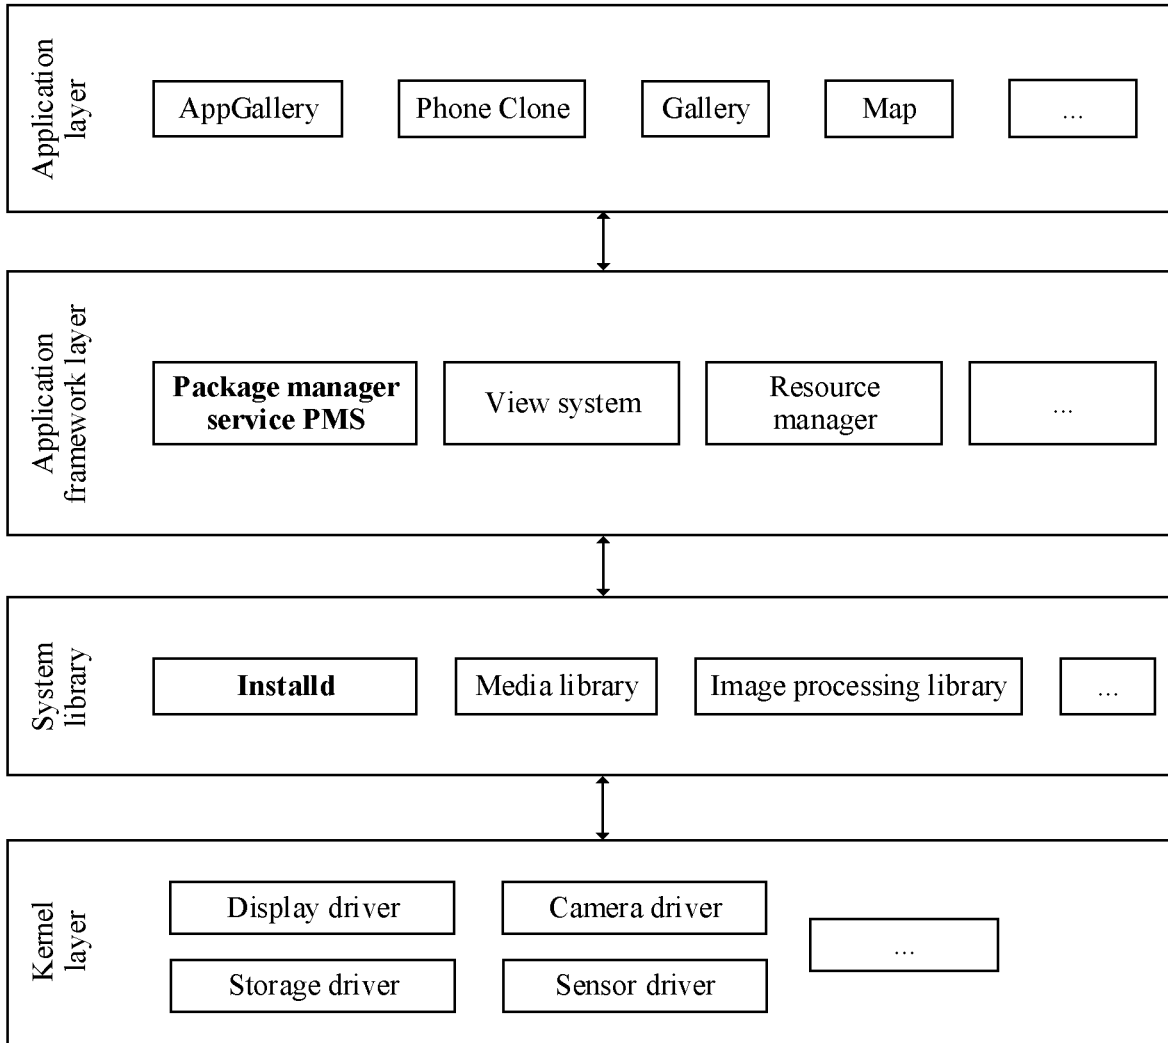 Application
layer
AppGallery
Phone Clone
Gallery
Map
...
Application
framework layer
Package manager
service PMS
View system
Resource
manager
...
System
library
Installd
Media library
Image processing library
...
Kernel
layer
Display driver
Camera driver
...
Storage driver
Sensor driver